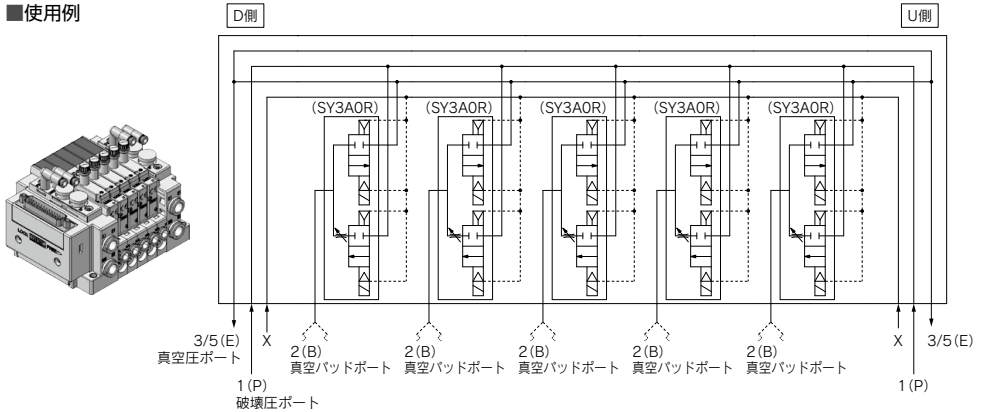 ■使用例
D側
U側
(SY3A0R)
(SY3A0R)
(SY3A0R)
(SY3A0R)
(SY3A0R)
3/5(E)
真空圧ポート
X
1(P)
破壊圧ポート
2(B)
真空パッドポート
2(B)
真空パッドポート
2(B)
真空パッドポート
2(B)
真空パッドポート
2(B)
真空パッドポート
X
3/5(E)
1(P)